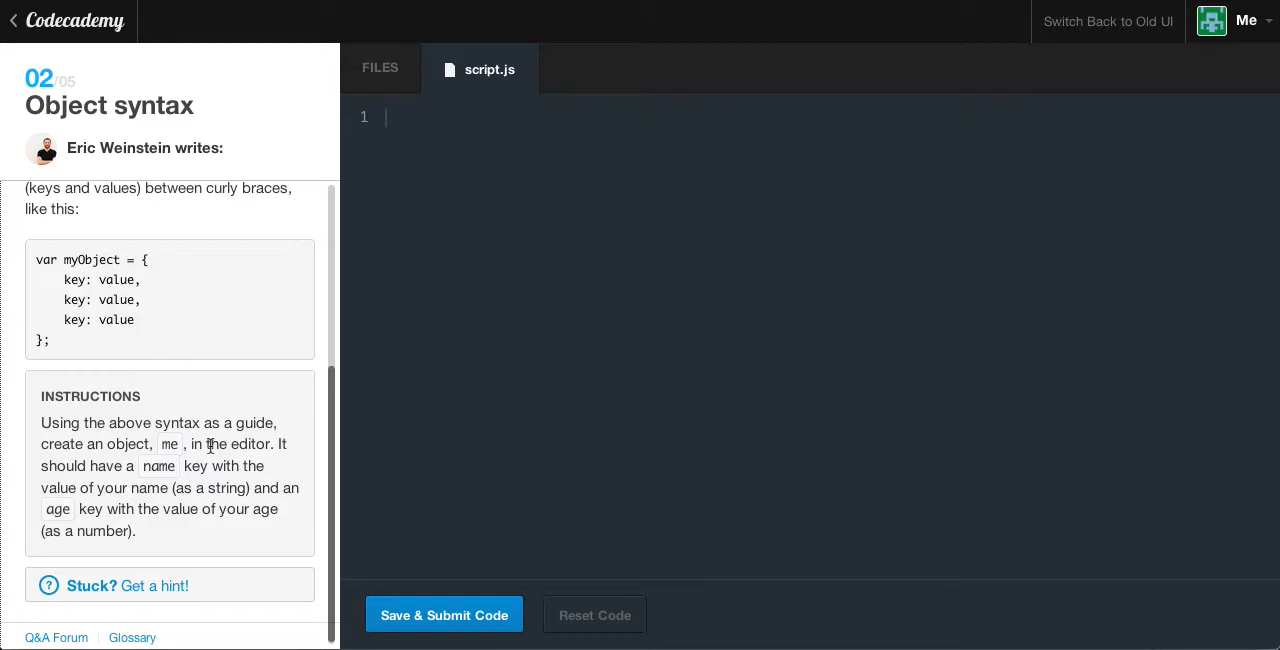 Codecademy
Switch Back to Old UI
Me
02/05
Object syntax
Eric Weinstein writes:
(keys and values) between curly braces,
like this:
var myObject = {
    key: value,
    key: value,
    key: value
};
INSTRUCTIONS
Using the above syntax as a guide,
create an object, me, in the editor. It
should have a name key with the
value of your name (as a string) and an
age key with the value of your age
(as a number).
? Stuck? Get a hint!
Q&A Forum
Glossary
FILES
script.js
1
Save & Submit Code
Reset Code